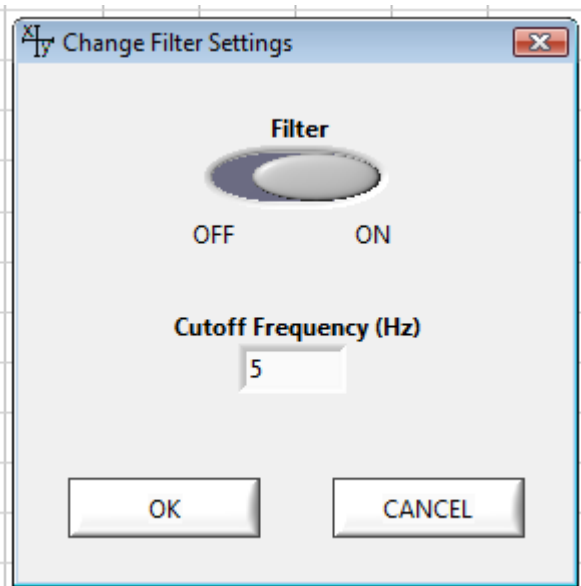 Change Filter Settings
Filter
OFF ON
Cutoff Frequency (Hz)
5
OK CANCEL